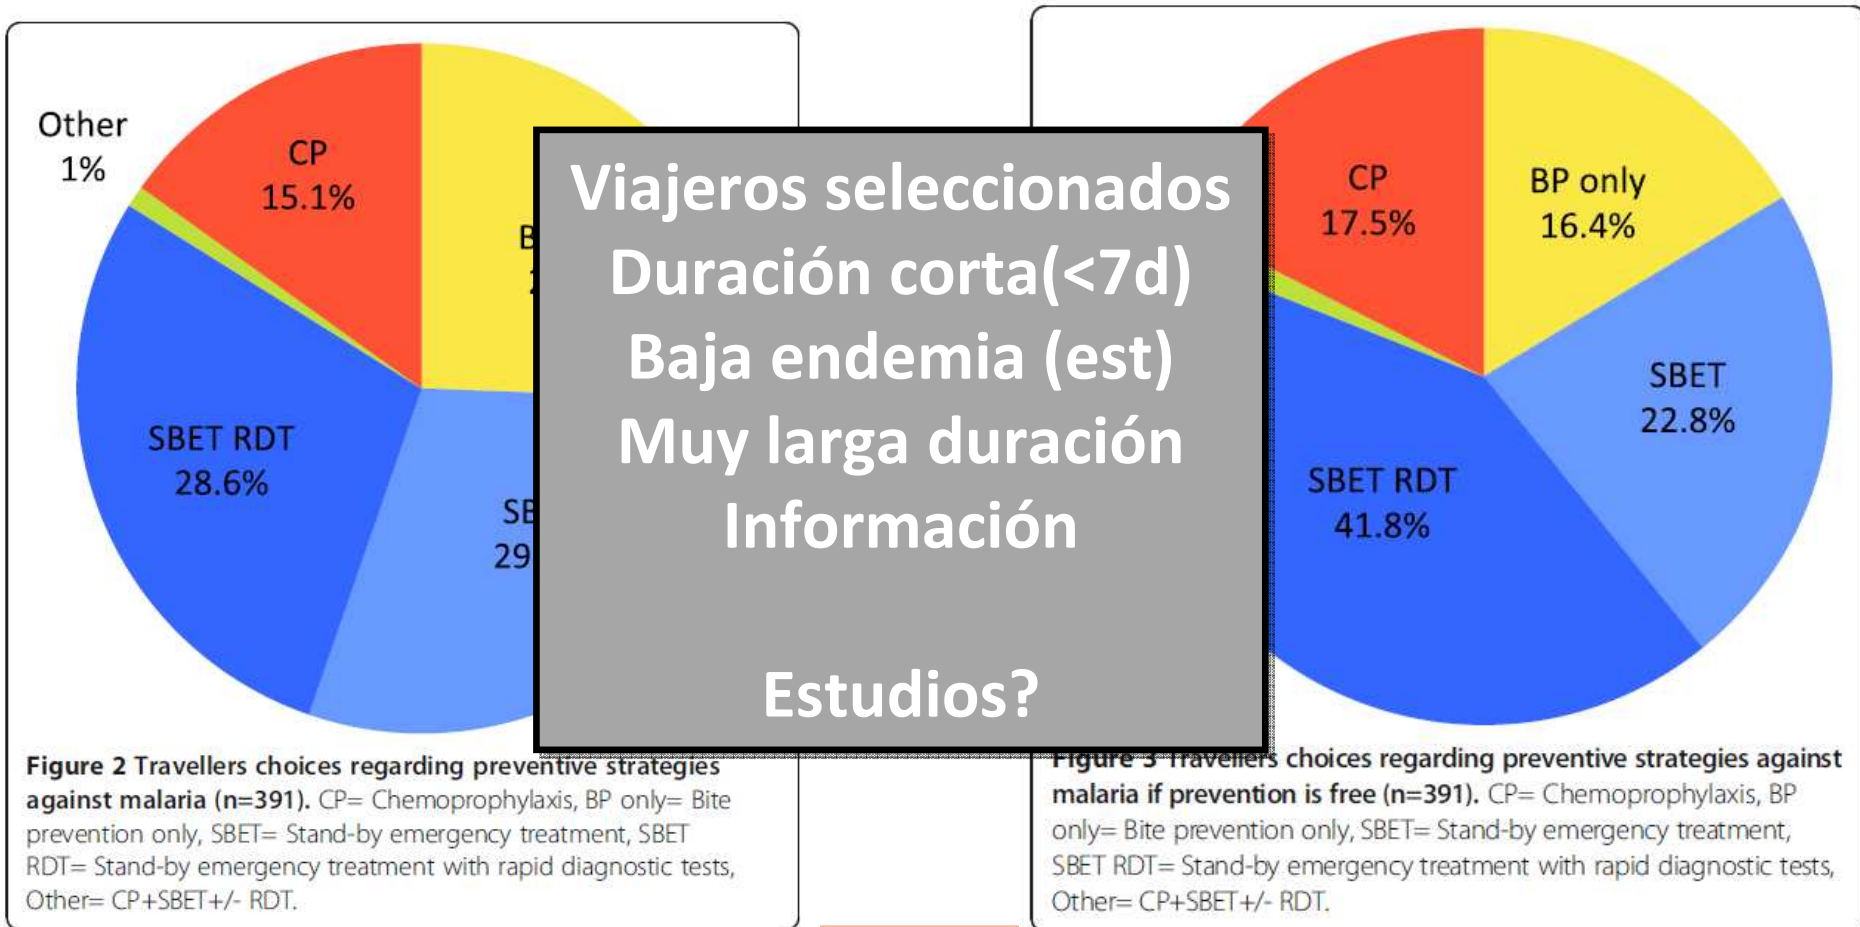 Other
1%
CP
15.1%
SBET RDT
28.6%
29
Viajeros seleccionados
Duración corta(<7d)
Baja endemia (est)
Muy larga duración
Información
Estudios?
CP
17.5%
BP only
16.4%
SBET
22.8%
SBET RDT
41.8%
Figure 2 Travellers choices regarding preventive strategies
against malaria (n=391). CP= Chemoprophylaxis, BP only= Bite
prevention only, SBET= Stand-by emergency treatment, SBET
RDT= Stand-by emergency treatment with rapid diagnostic tests,
Other= CP+SBET+/- RDT.
Figure 3 Travellers choices regarding preventive strategies against
malaria if prevention is free (n=391). CP= Chemoprophylaxis, BP
only= Bite prevention only, SBET= Stand-by emergency treatment,
SBET RDT= Stand-by emergency treatment with rapid diagnostic tests,
Other= CP+SBET+/- RDT.